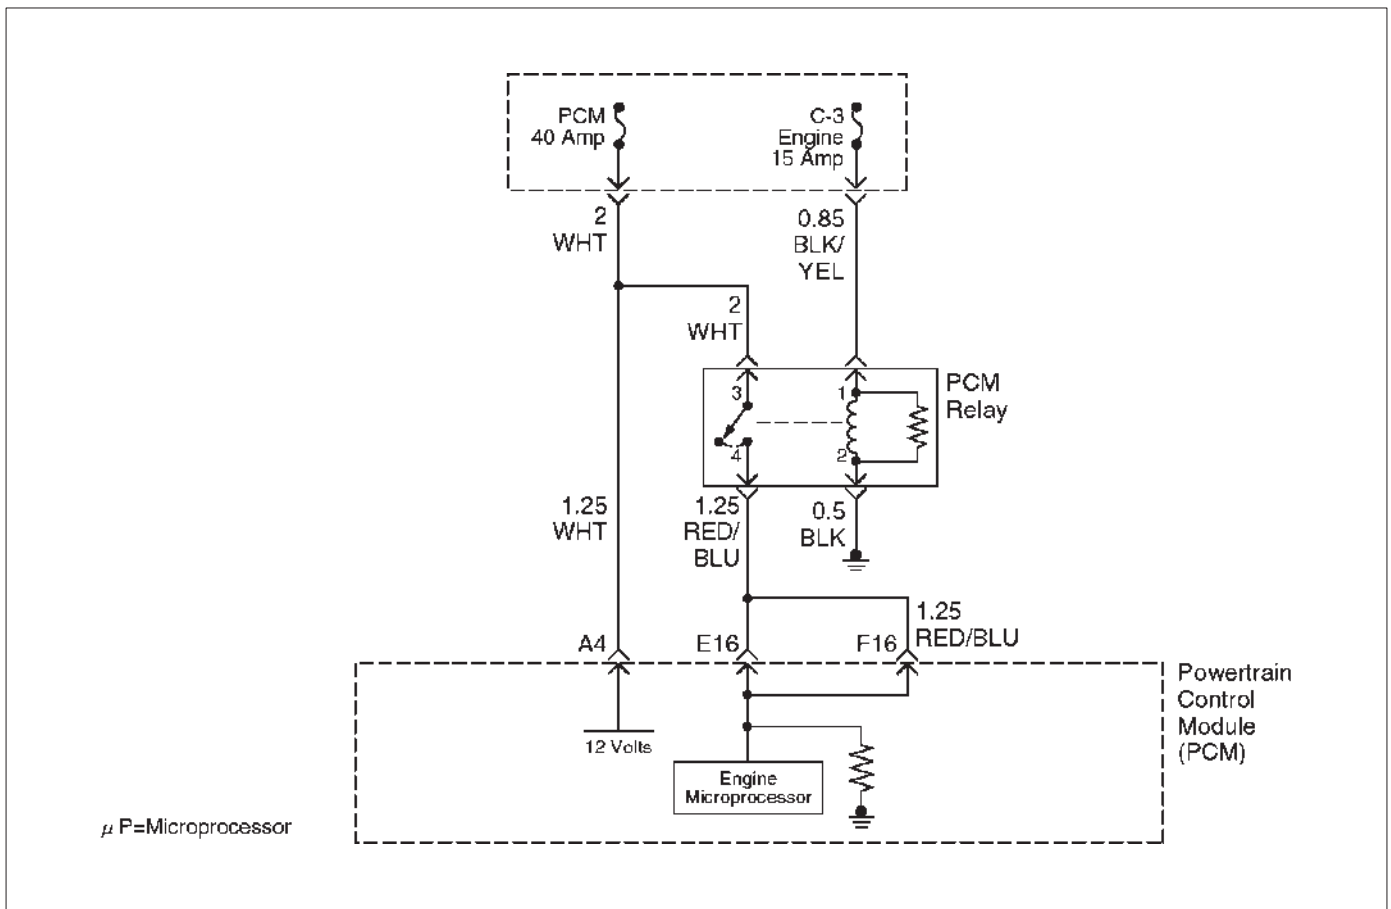 PCM
40 Amp
C-3
Engine
15 Amp
2
WHT
0.85
BLK/
YEL
2
WHT
3
1
PCM
Relay
4
2
1.25
WHT
1.25
RED/
BLU
0.5
BLK
1.25
RED/BLU
A4
E16
F16
Powertrain
Control
Module
(PCM)
12 Volts
Engine
Microprocessor
μ P=Microprocessor